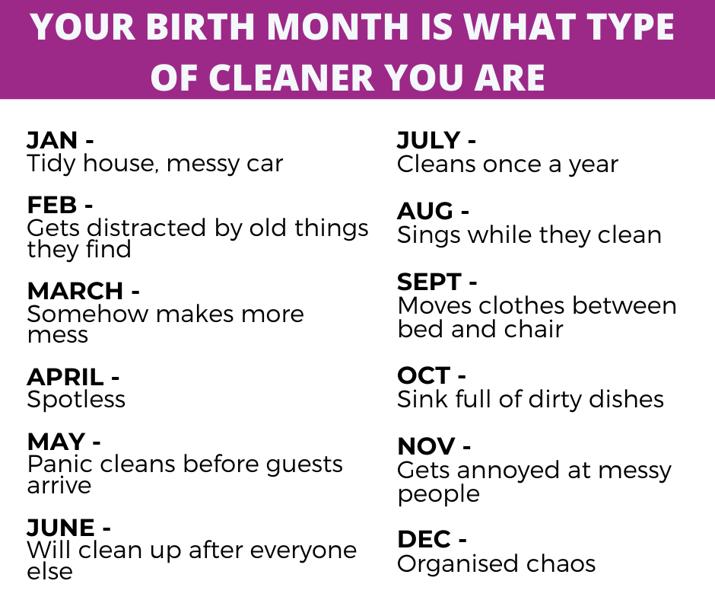 YOUR BIRTH MONTH IS WHAT TYPE
OF CLEANER YOU ARE
JAN -
Tidy house, messy car
FEB -
Gets distracted by old things
they find
MARCH -
Somehow makes more
mess
APRIL -
Spotless
MAY -
Panic cleans before guests
arrive
JUNE -
Will clean up after everyone
else
JULY -
Cleans once a year
AUG -
Sings while they clean
SEPT -
Moves clothes between
bed and chair
OCT -
Sink full of dirty dishes
NOV -
Gets annoyed at messy
people
DEC -
Organised chaos